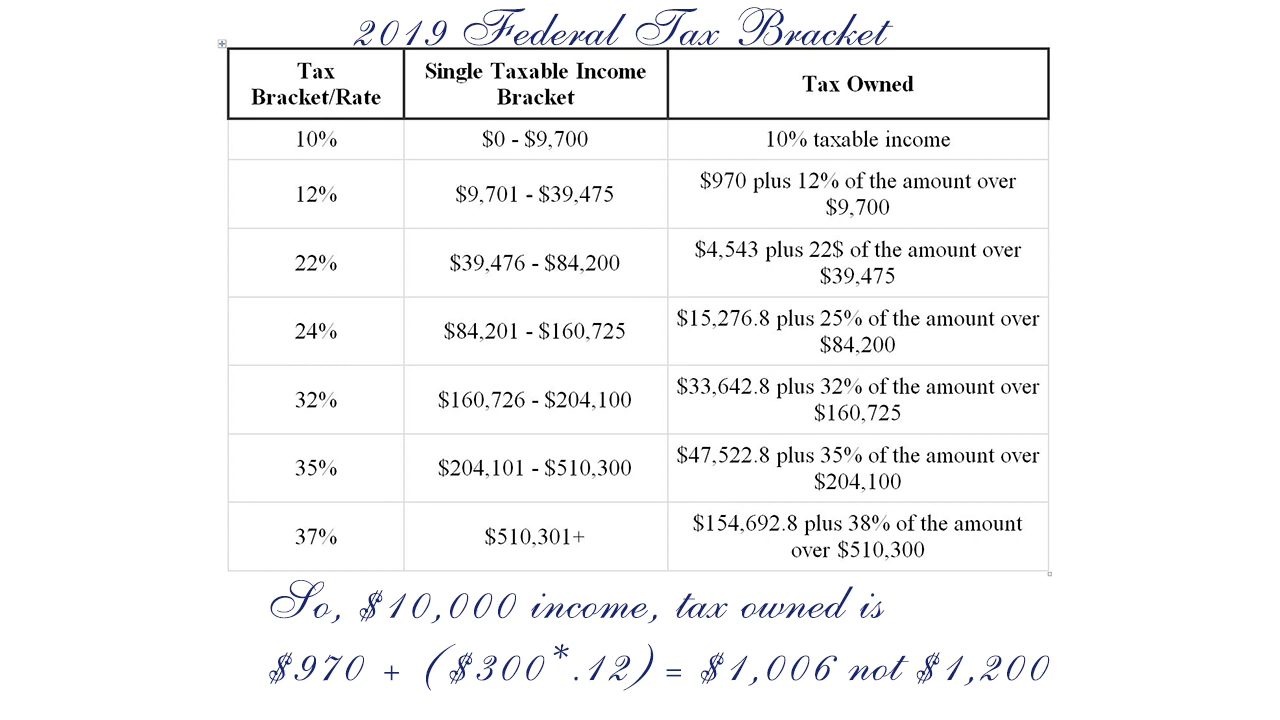 2019 Federal Tax Bracket
Tax
Bracket/Rate
Single Taxable Income
Bracket
Tax Owned
10%
$0 - $9,700
10% taxable income
12%
$9,701 - $39,475
$970 plus 12% of the amount over
$9,700
22%
$39,476 - $84,200
$4,543 plus 22$ of the amount over
$39,475
24%
$84,201 - $160,725
$15,276.8 plus 25% of the amount over
$84,200
32%
$160,726 - $204,100
$33,642.8 plus 32% of the amount over
$160,725
35%
$204,101 - $510,300
$47,522.8 plus 35% of the amount over
$204,100
37%
$510,301+
$154,692.8 plus 38% of the amount
over $510,300
So, $10,000 income, tax owned is
$970 + ($300*.12) = $1,006 not $1,200